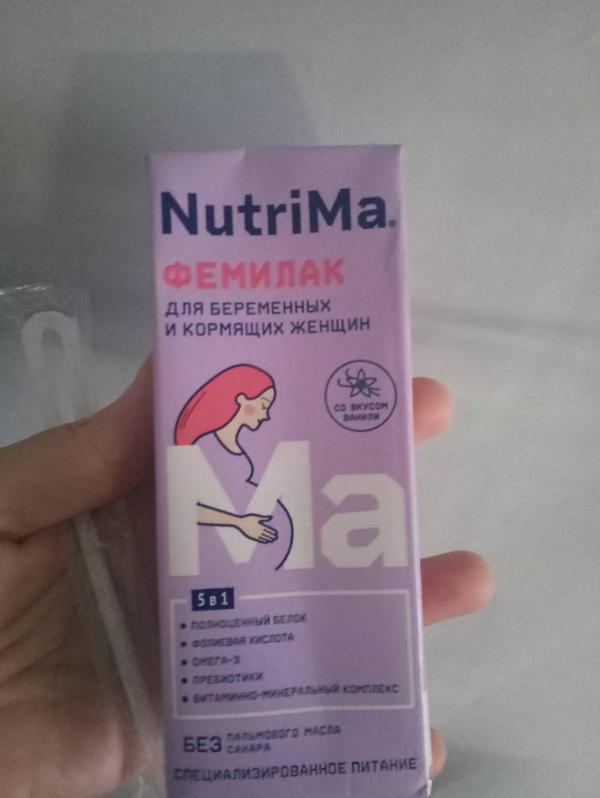 NutriMa.
ФЕМИЛАК
ДЛЯ БЕРЕМЕННЫХ
И КОРМЯЩИХ ЖЕНЩИН
СО ВКУСОМ
ВАНИЛИ
Ма
5 в 1
• ПОЛНОЦЕННЫЙ БЕЛОК
• ФОЛИЕВАЯ КИСЛОТА
• ОМЕГА-3
• ПРЕБИОТИКИ
• ВИТАМИННО-МИНЕРАЛЬНЫЙ КОМПЛЕКС
БЕЗ ПАЛЬМОВОГО МАСЛА
САХАРА
СПЕЦИАЛИЗИРОВАННОЕ ПИТАНИЕ